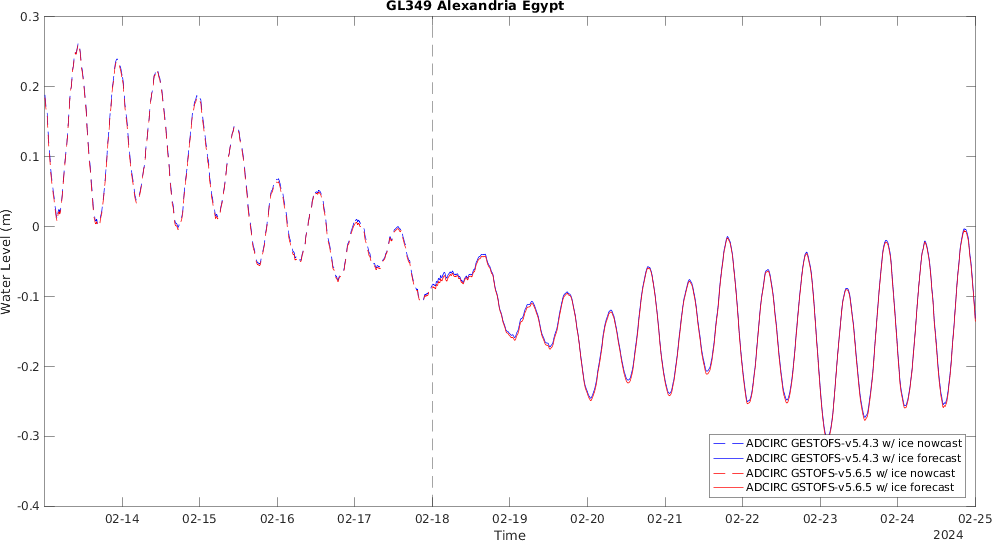 GL349 Alexandria Egypt
0.3
0.2
0.1
0
-0.1
-0.2
-0.3
-0.4
Water Level (m)
ADCIRC GESTOFS-v5.4.3 w/ ice nowcast
ADCIRC GESTOFS-v5.4.3 w/ ice forecast
ADCIRC GSTOFS-v5.6.5 w/ ice nowcast
ADCIRC GSTOFS-v5.6.5 w/ ice forecast
02-14 02-15 02-16 02-17 02-18 02-19 02-20 02-21 02-22 02-23 02-24 02-25
Time
2024